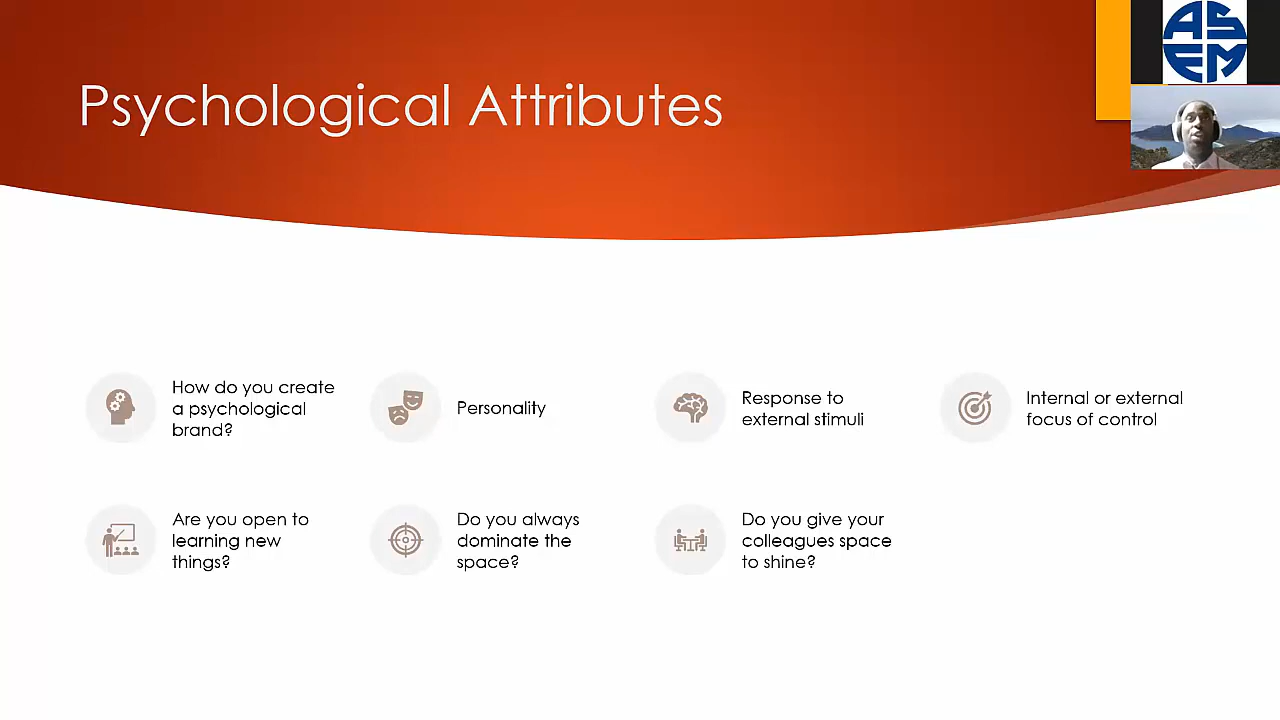 Psychological Attributes
AS
EM
How do you create
a psychological
brand?
Personality
Response to
external stimuli
Internal or external
focus of control
Are you open to
learning new
things?
Do you always
dominate the
space?
Do you give your
colleagues space
to shine?